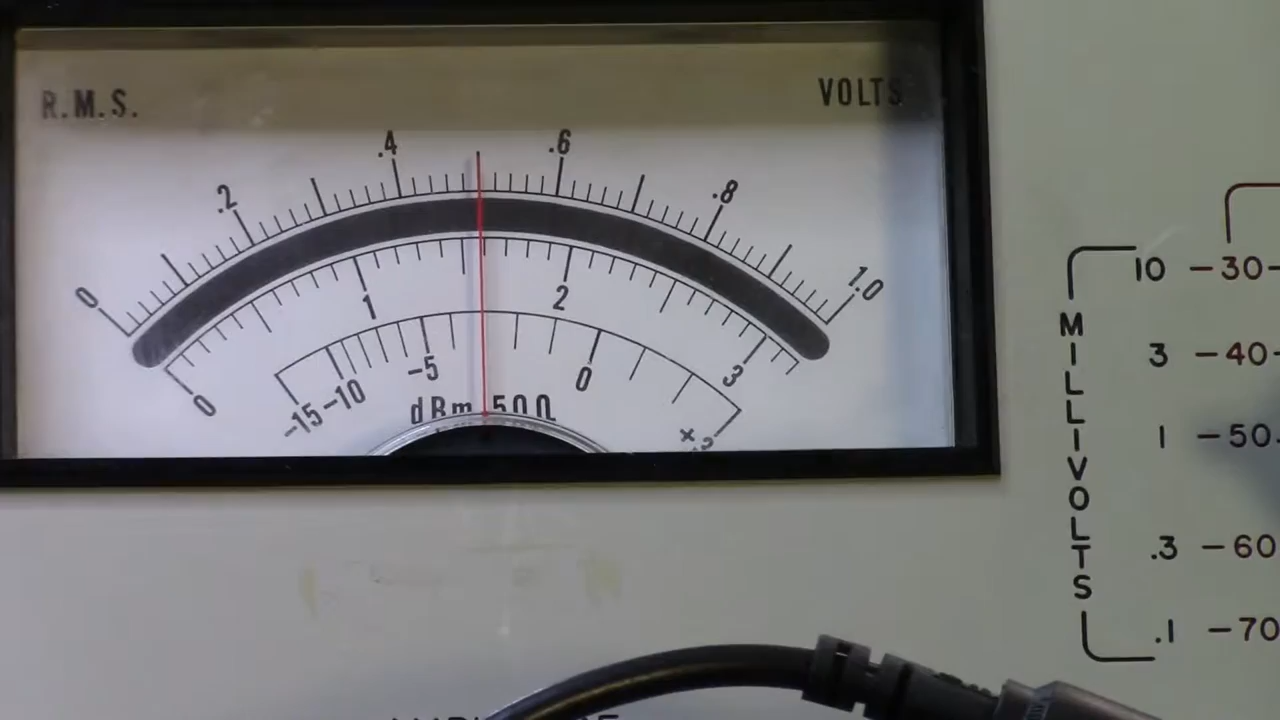 R.M.S. VOLTS
0 .2 .4 .6 .8 1.0
0 1 2 3
-15 -10 -5 0
dBm 50Ω
MILLIVOLTS
10 -30
3 -40
1 -50
.3 -60
.1 -70